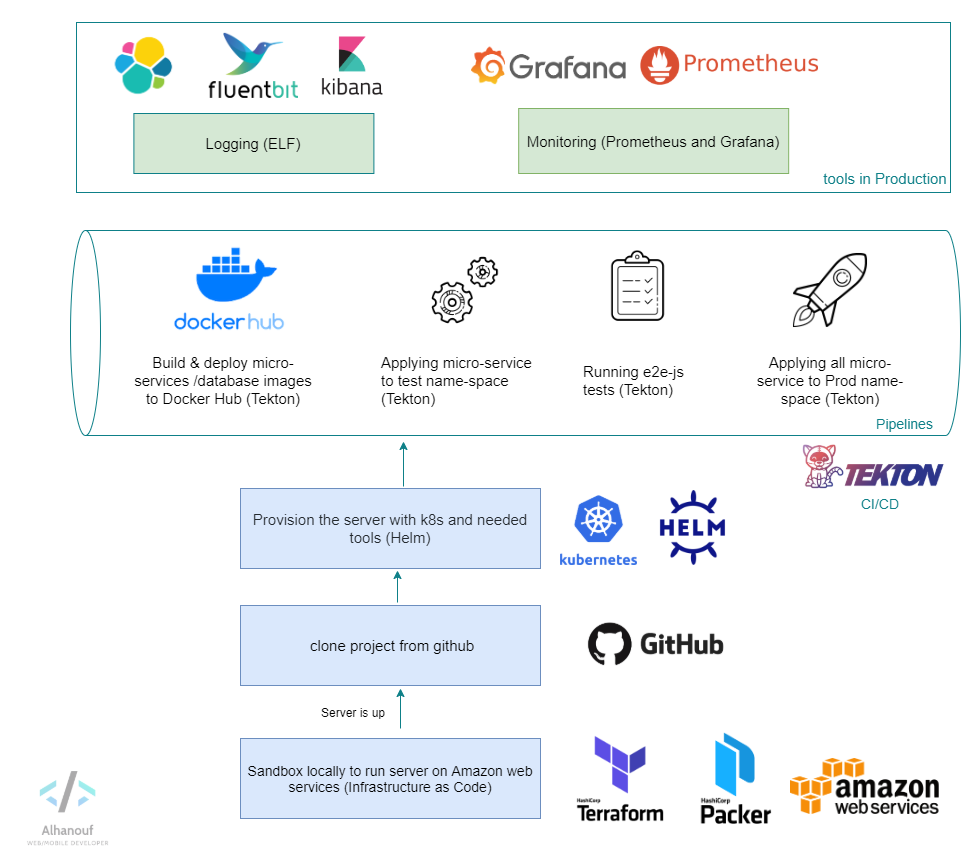 fluentbit
kibana
Grafana
Prometheus
Logging (ELF)
Monitoring (Prometheus and Grafana)
tools in Production
dockerhub
Build & deploy micro-
services /database images
to Docker Hub (Tekton)
Applying micro-service
to test name-space
(Tekton)
Running e2e-js
tests (Tekton)
Applying all micro-
service to Prod name-
space (Tekton)
Pipelines
TEKTON
CI/CD
Provision the server with k8s and needed
tools (Helm)
kubernetes
HELM
clone project from github
GitHub
Server is up
Sandbox locally to run server on Amazon web
services (Infrastructure as Code)
HashiCorp
Terraform
HashiCorp
Packer
amazon
webservices
Alhanouf
WEB/MOBILE DEVELOPER